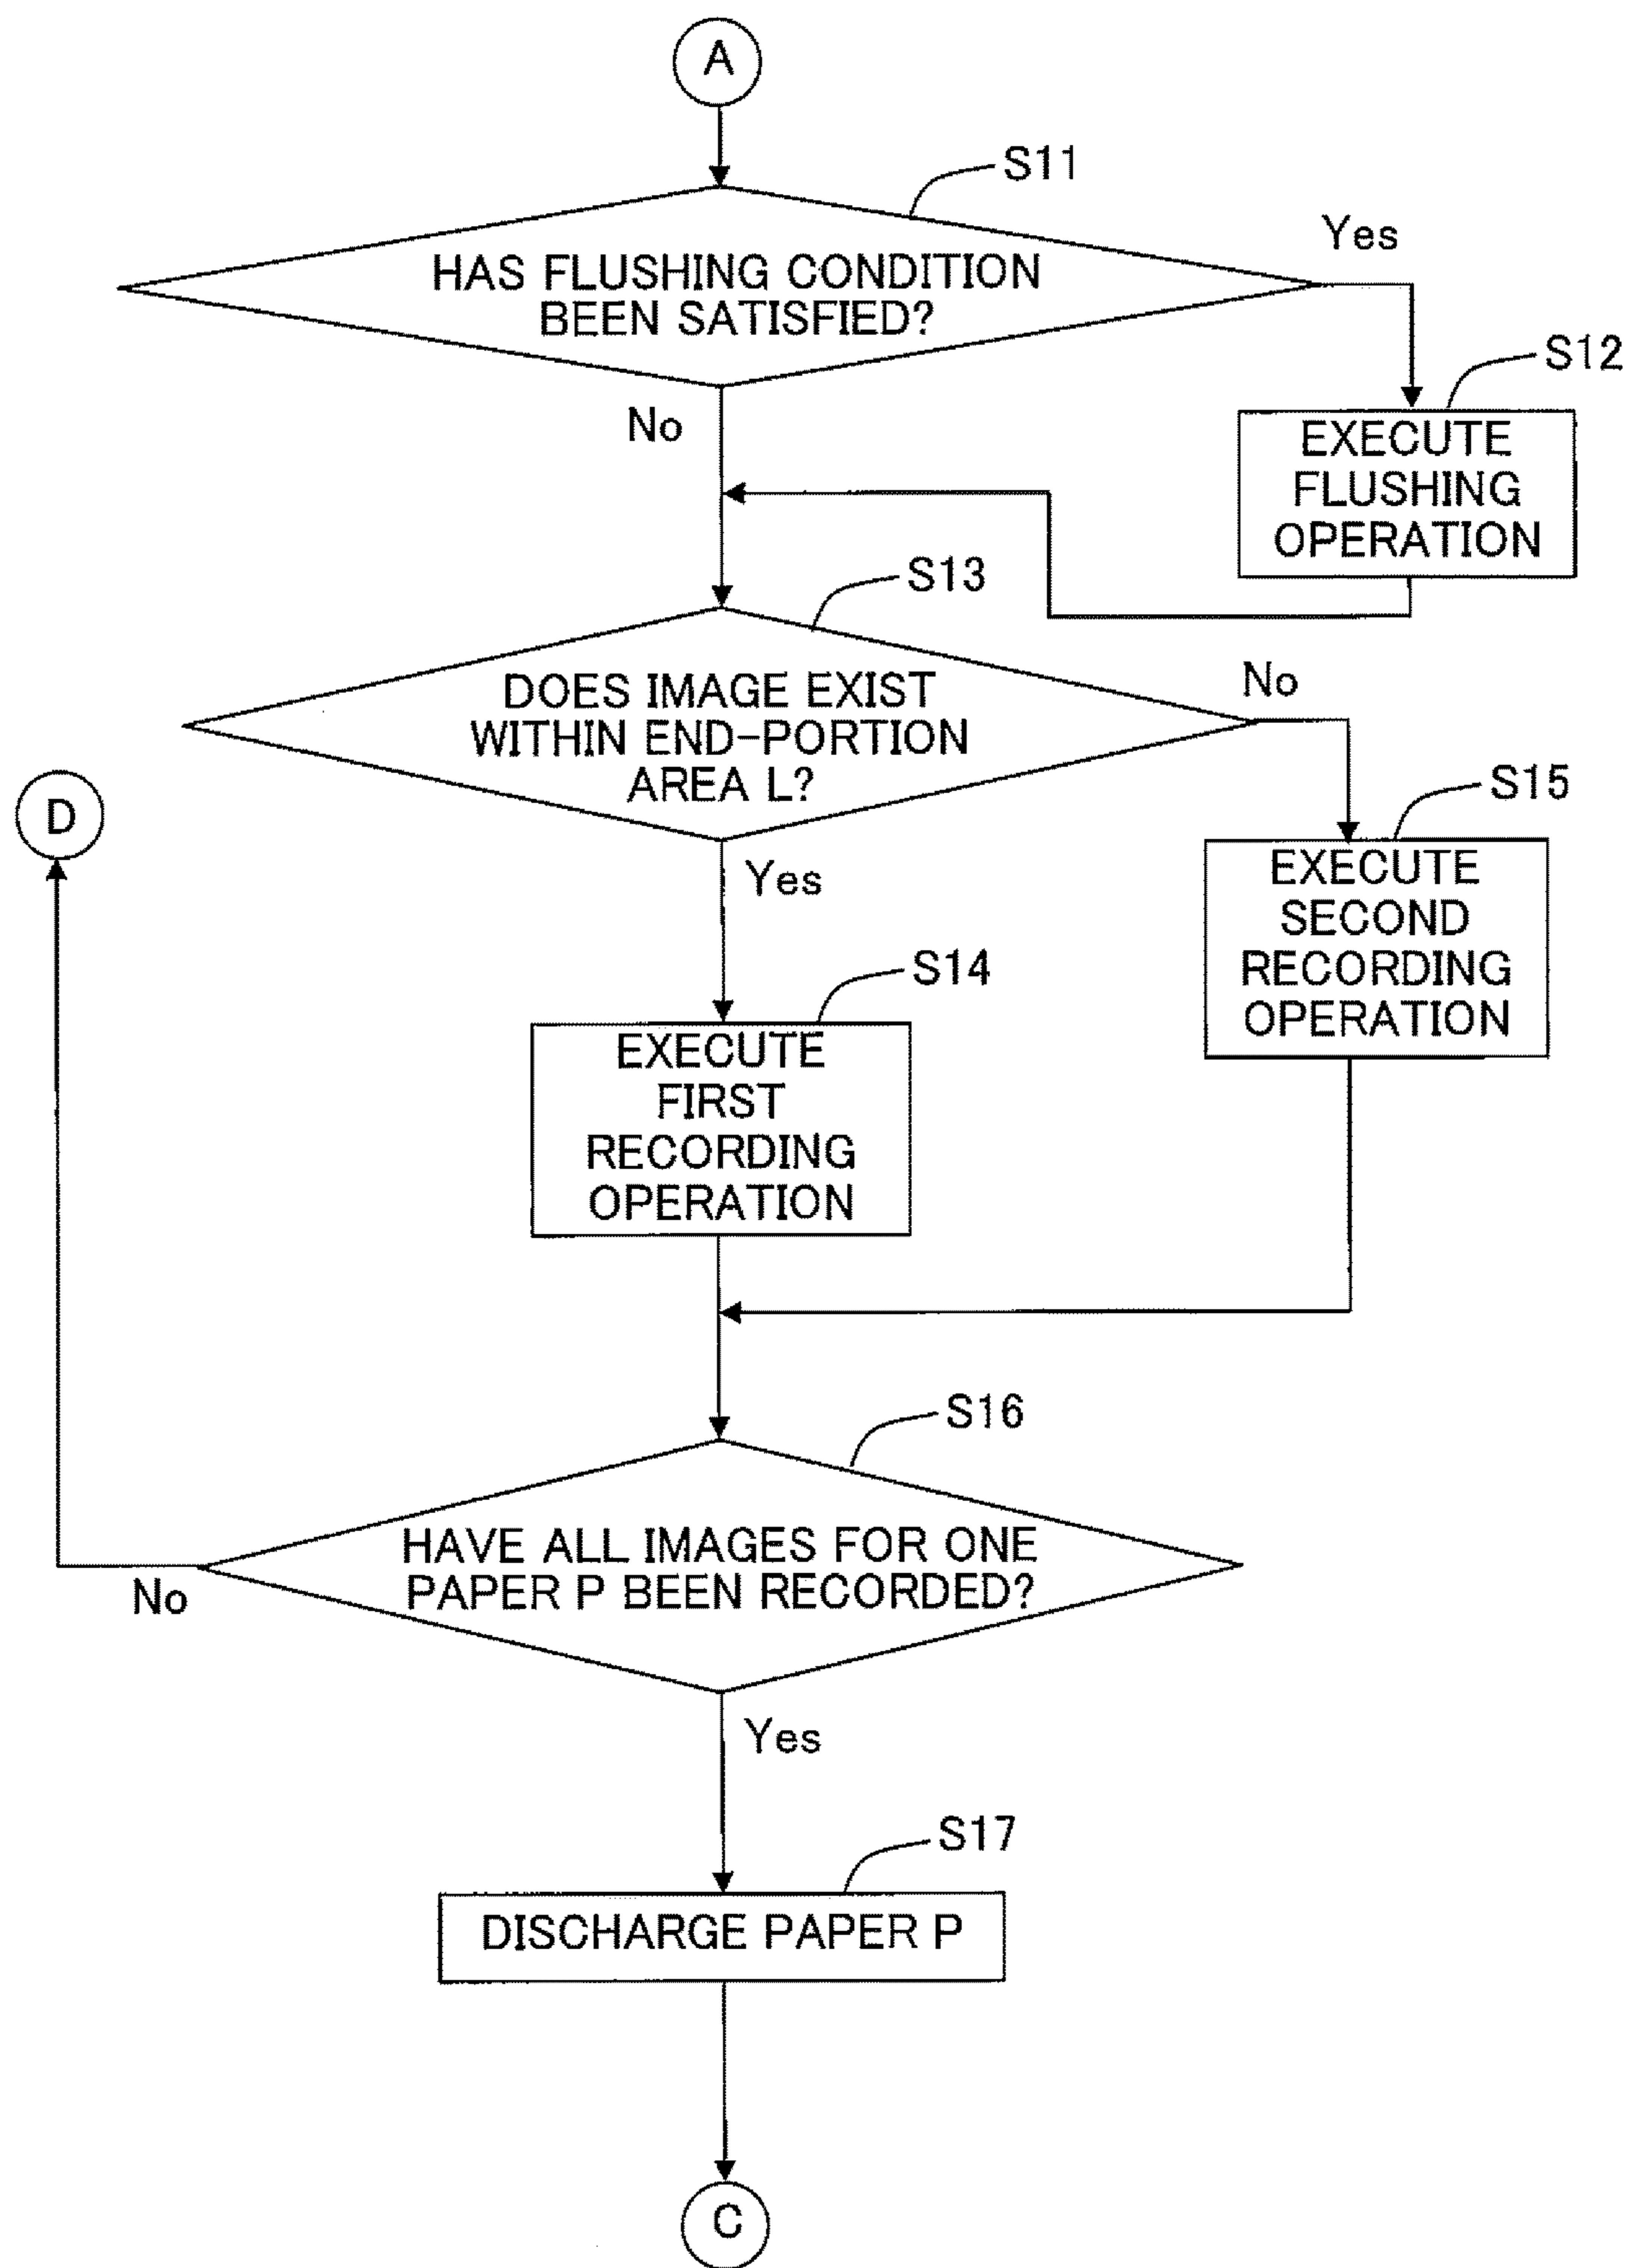 A
S11
HAS FLUSHING CONDITION
BEEN SATISFIED?
Yes
No
S12
EXECUTE
FLUSHING
OPERATION
S13
DOES IMAGE EXIST
WITHIN END-PORTION
AREA L?
No
Yes
D
S15
EXECUTE
SECOND
RECORDING
OPERATION
S14
EXECUTE
FIRST
RECORDING
OPERATION
S16
HAVE ALL IMAGES FOR ONE
PAPER P BEEN RECORDED?
No
Yes
S17
DISCHARGE PAPER P
C